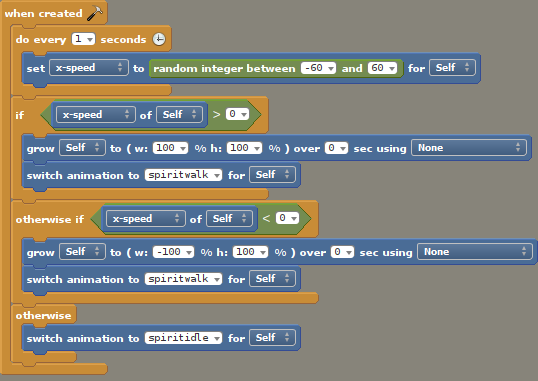 when created
do every 1 seconds
set x-speed to random integer between -60 and 60 for Self
if x-speed of Self > 0
grow Self to ( w: 100 % h: 100 % ) over 0 sec using None
switch animation to spiritwalk for Self
otherwise if x-speed of Self < 0
grow Self to ( w: -100 % h: 100 % ) over 0 sec using None
switch animation to spiritwalk for Self
otherwise
switch animation to spiritidle for Self